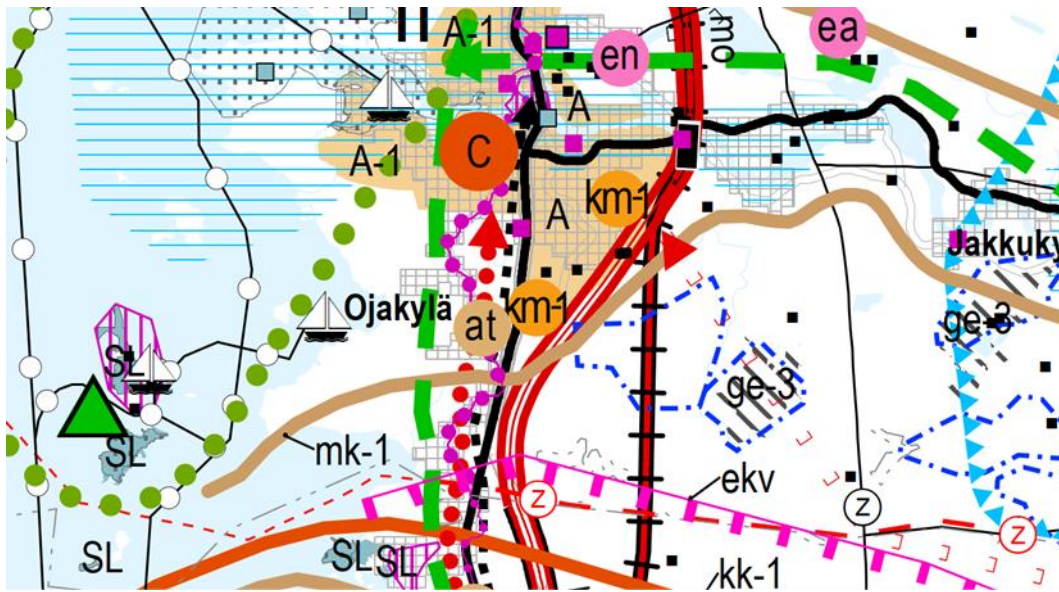 A-1
en
ea
mo
A
A-1
C
km-1
A
Jakkuky
Ojakylä
at
km-1
ge-3
SL
ge-3
mk-1
SL
ekv
z
z
z
SL
SL
SL
kk-1